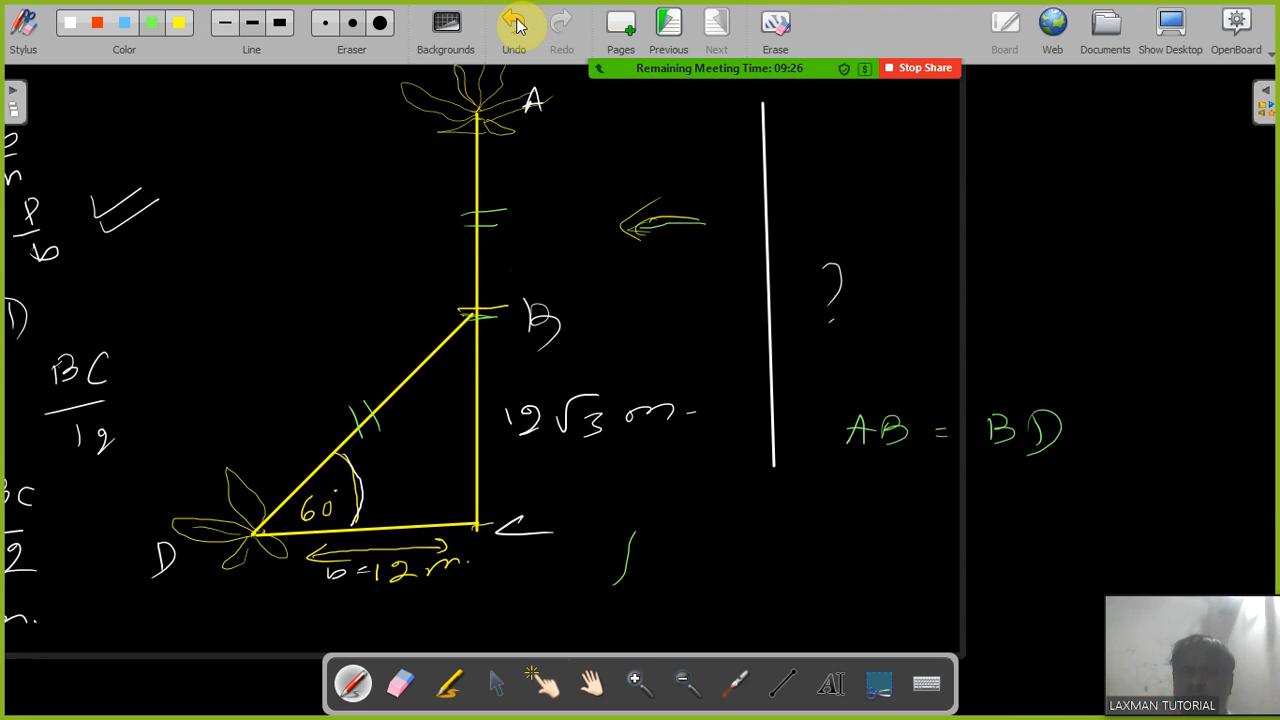 Stylus Color Line Eraser Backgrounds Undo Redo Pages Previous Next Erase Board Web Documents Show Desktop OpenBoard
Remaining Meeting Time: 09:26 $ Stop Share
A
P
b
?
B
BC
12√3 m
AB = BD
12
60°
D
C
b = 12 m.
2
m.
LAXMAN TUTORIAL